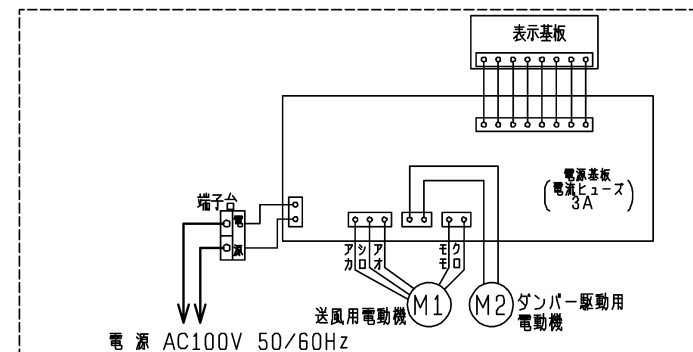 表示基板
電源基板
(電流ヒューズ 3A)
端子台
電
源
アカ
シロ
アオ
モモ
クロ
送風用電動機
M1
M2
ダンパー駆動用
電動機
電 源 AC100V 50/60Hz